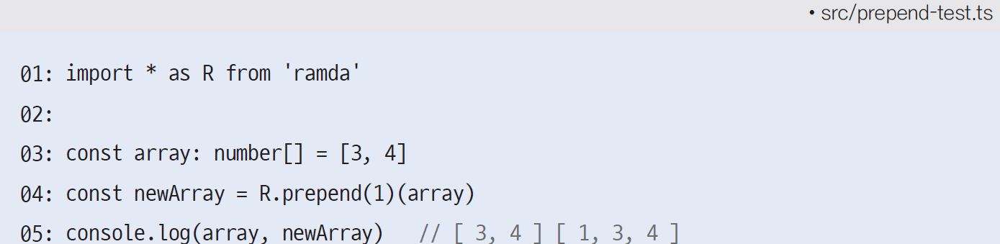 • src/prepend-test.ts
01: import * as R from 'ramda'
02:
03: const array: number[] = [3, 4]
04: const newArray = R.prepend(1)(array)
05: console.log(array, newArray)   // [ 3, 4 ] [ 1, 3, 4 ]